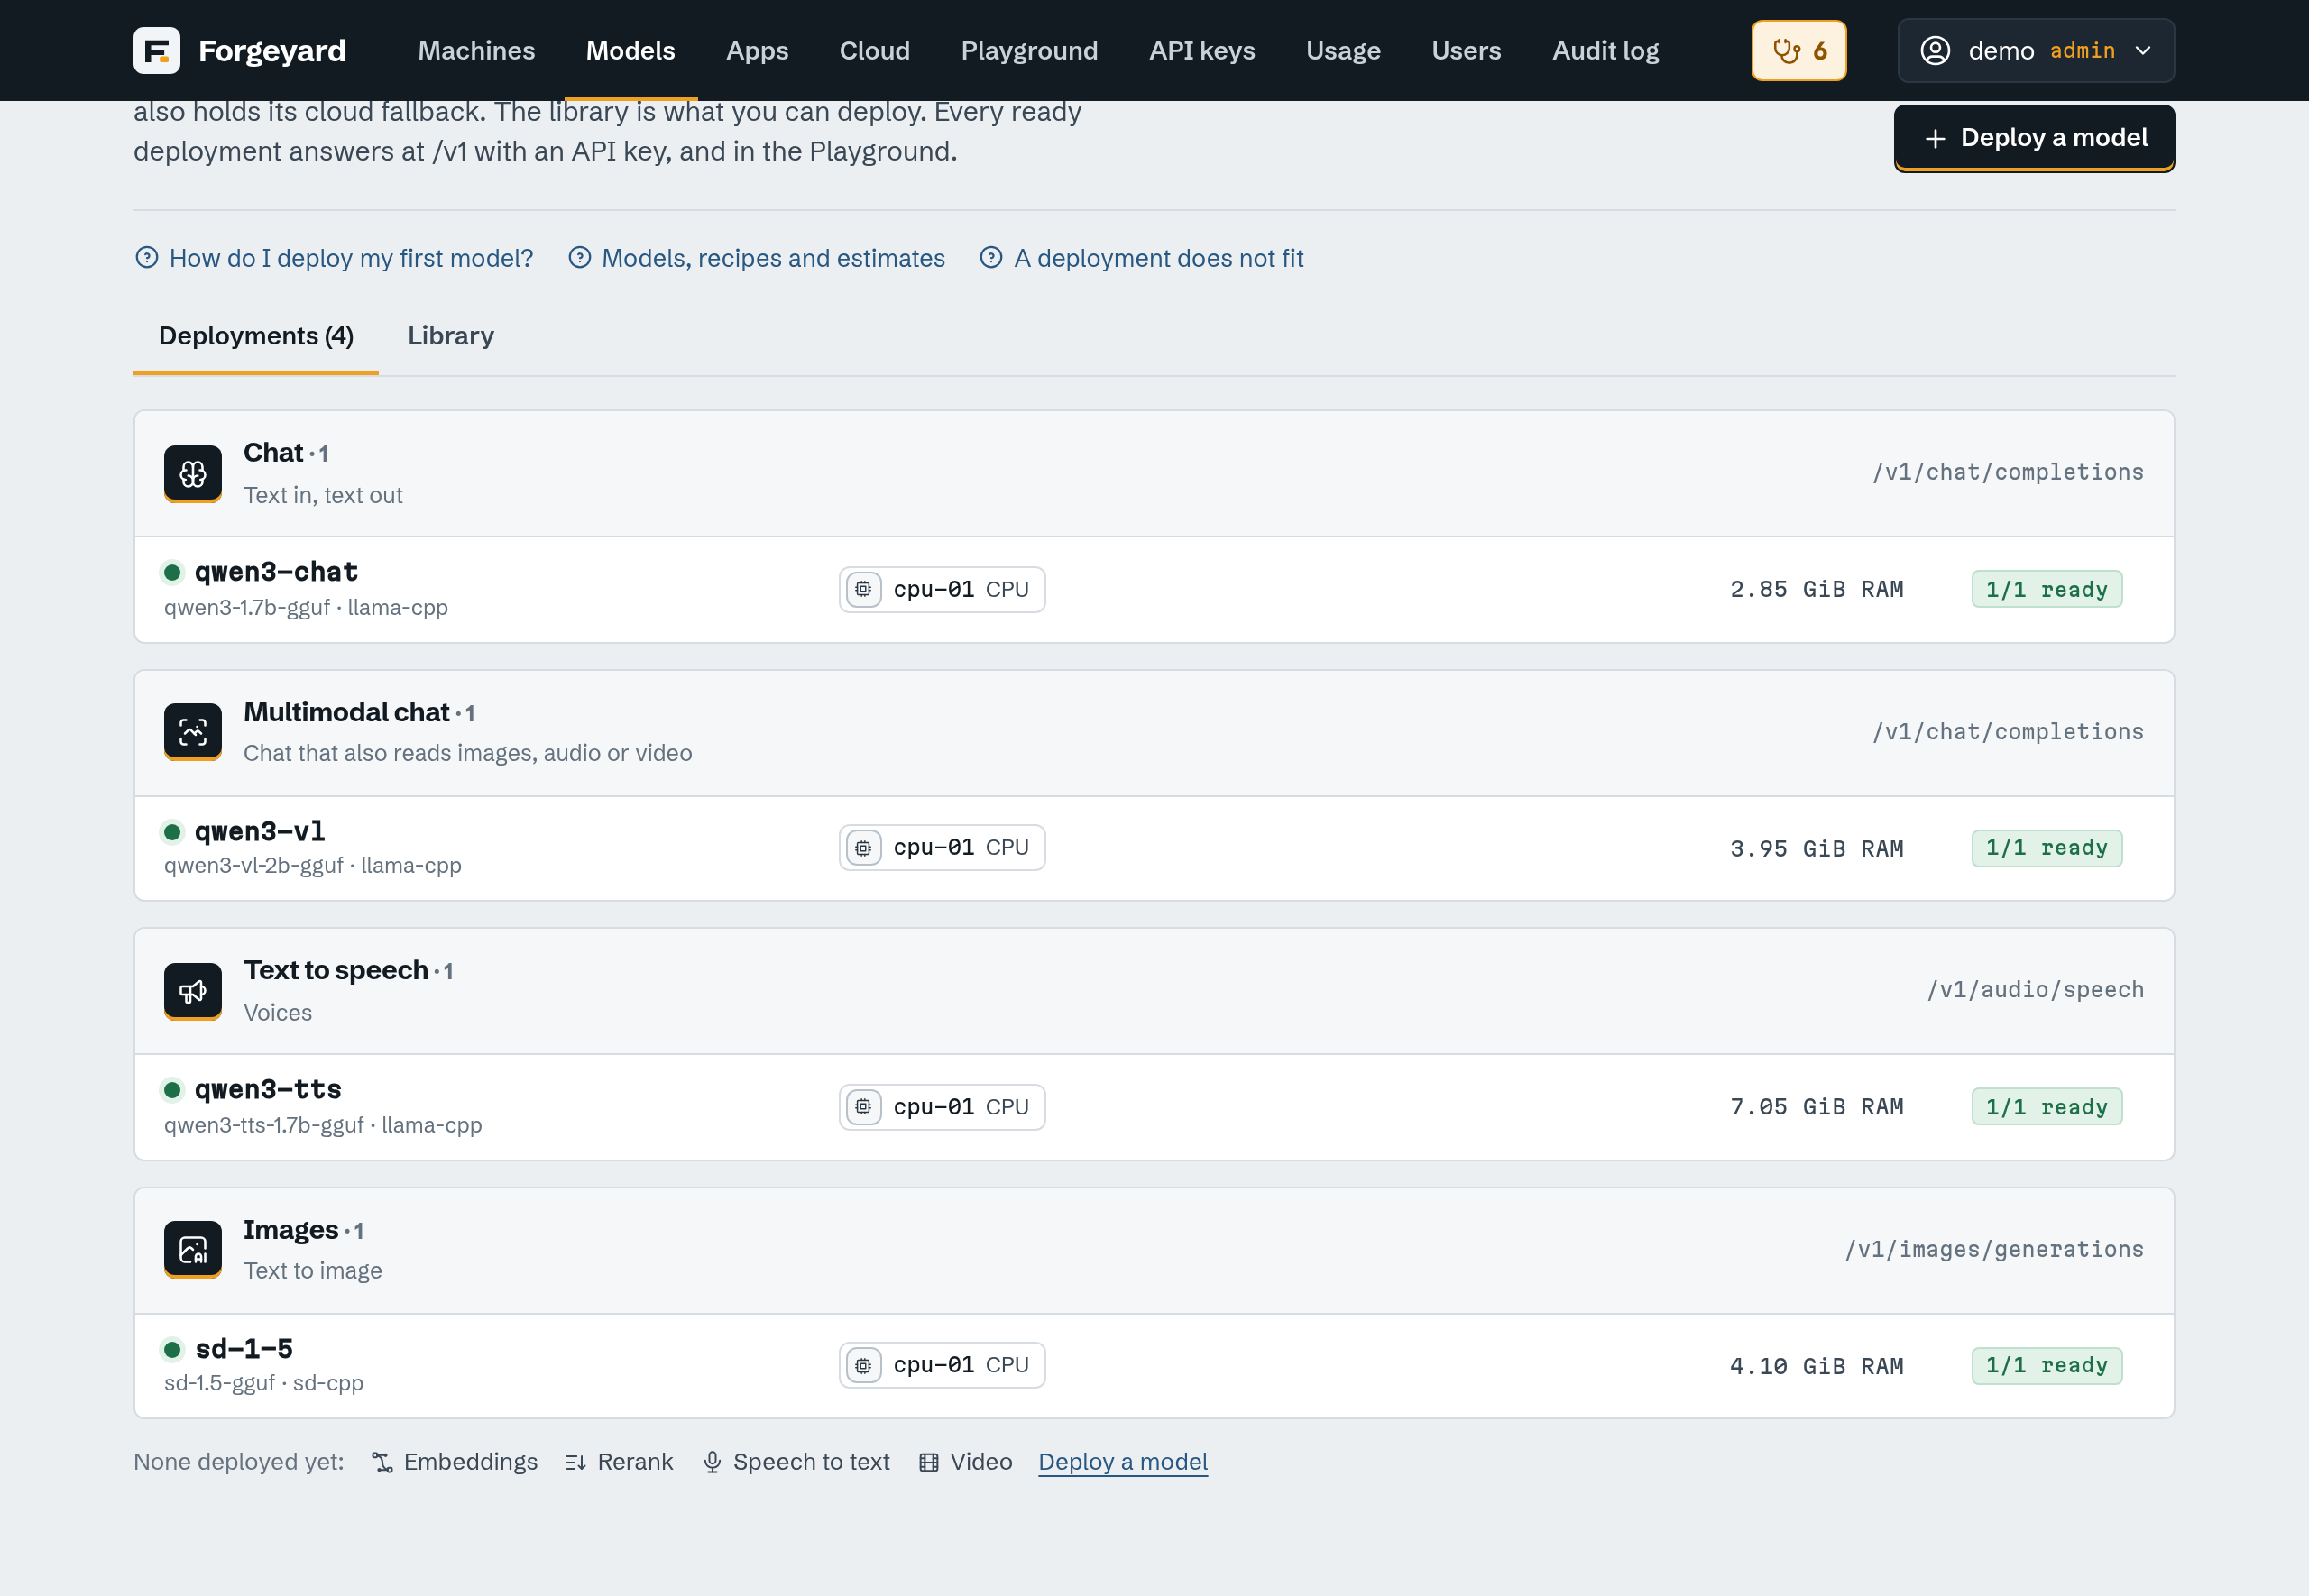 Forgeyard Machines Models Apps Cloud Playground API keys Usage Users Audit log 6 demo admin
also holds its cloud fallback. The library is what you can deploy. Every ready
deployment answers at /v1 with an API key, and in the Playground.
+ Deploy a model
How do I deploy my first model? Models, recipes and estimates A deployment does not fit
Deployments (4) Library
Chat · 1
Text in, text out
/v1/chat/completions
qwen3-chat
qwen3-1.7b-gguf · llama-cpp
cpu-01 CPU
2.85 GiB RAM
1/1 ready
Multimodal chat · 1
Chat that also reads images, audio or video
/v1/chat/completions
qwen3-vl
qwen3-vl-2b-gguf · llama-cpp
cpu-01 CPU
3.95 GiB RAM
1/1 ready
Text to speech · 1
Voices
/v1/audio/speech
qwen3-tts
qwen3-tts-1.7b-gguf · llama-cpp
cpu-01 CPU
7.05 GiB RAM
1/1 ready
Images · 1
Text to image
/v1/images/generations
sd-1-5
sd-1.5-gguf · sd-cpp
cpu-01 CPU
4.10 GiB RAM
1/1 ready
None deployed yet: Embeddings Rerank Speech to text Video Deploy a model